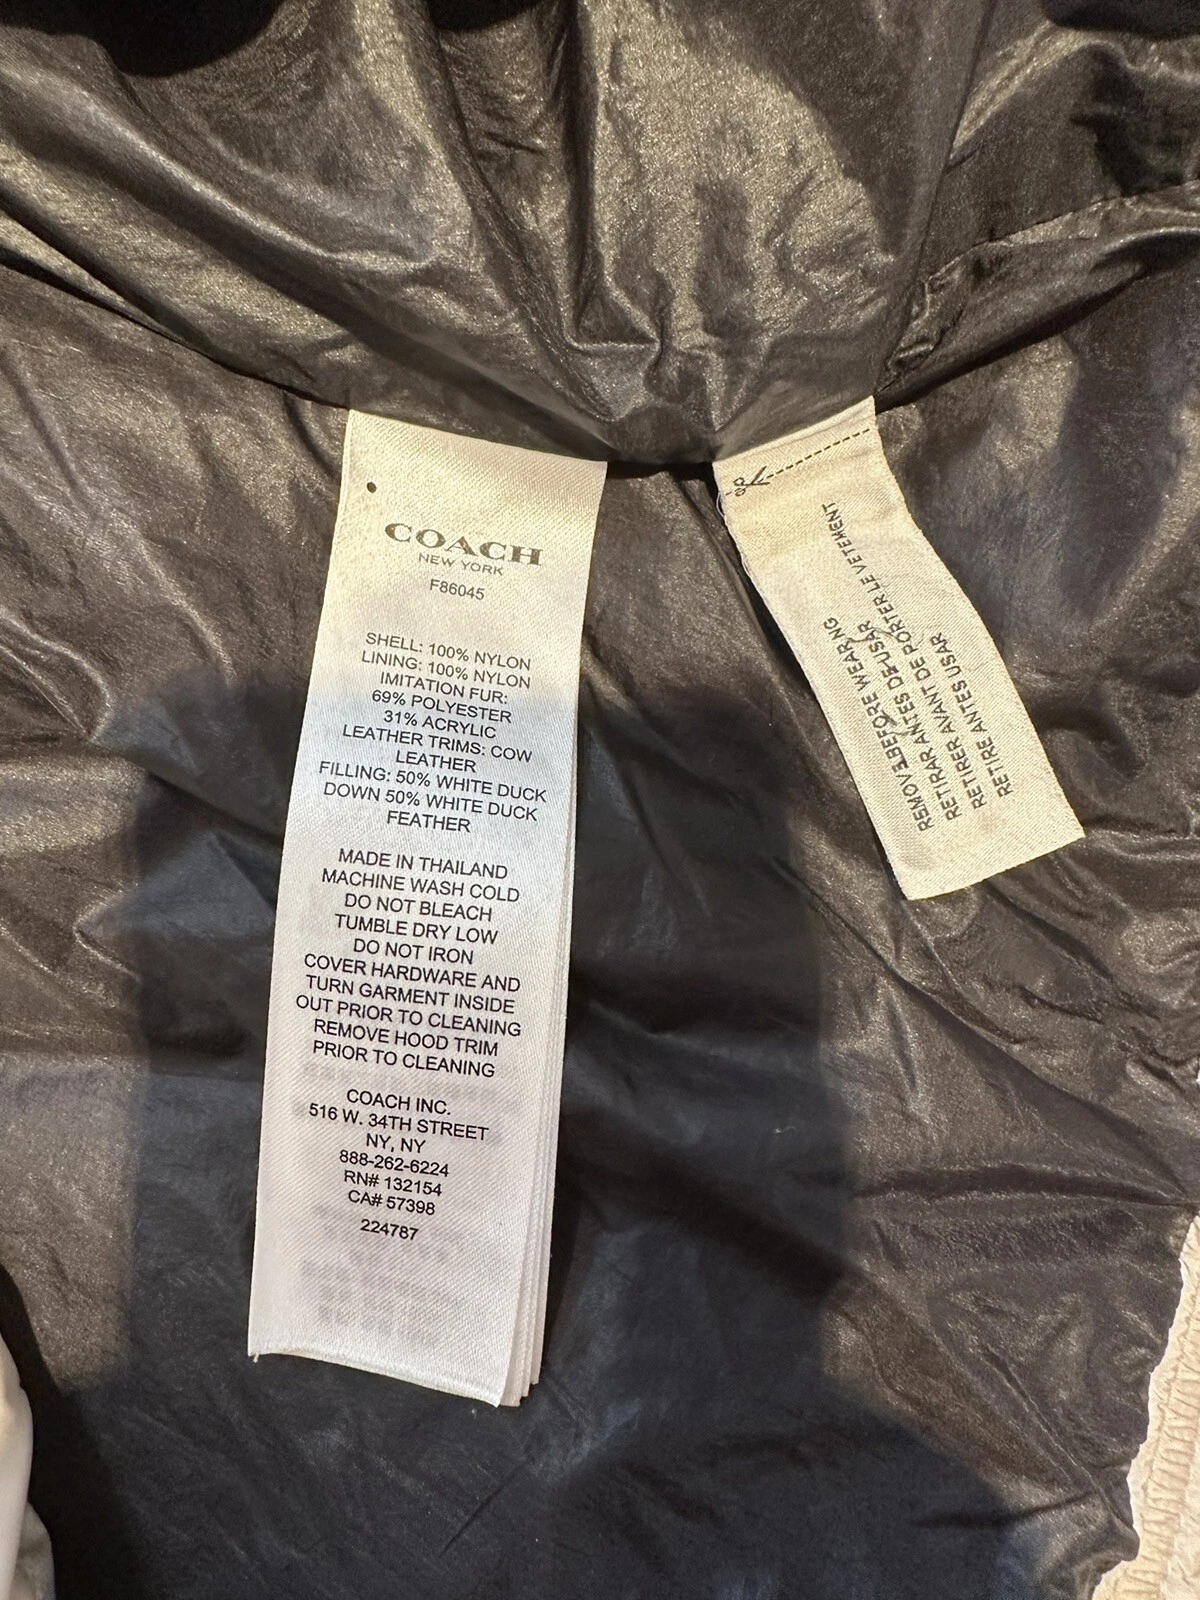 COACH
NEW YORK
F86045
SHELL: 100% NYLON
LINING: 100% NYLON
IMITATION FUR:
69% POLYESTER
31% ACRYLIC
LEATHER TRIMS: COW
LEATHER
FILLING: 50% WHITE DUCK
DOWN 50% WHITE DUCK
FEATHER
MADE IN THAILAND
MACHINE WASH COLD
DO NOT BLEACH
TUMBLE DRY LOW
DO NOT IRON
COVER HARDWARE AND
TURN GARMENT INSIDE
OUT PRIOR TO CLEANING
REMOVE HOOD TRIM
PRIOR TO CLEANING
COACH INC.
516 W. 34TH STREET
NY, NY
888-262-6224
RN# 132154
CA# 57398
224787
REMOVE BEFORE WEARING
RETIRAR ANTES DE USAR
RETIRER AVANT DE PORTER LE VETEMENT
RETIRE ANTES USAR